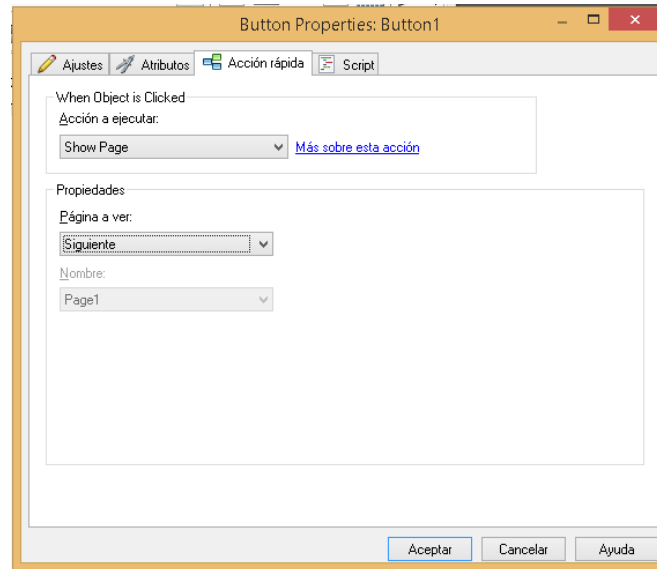 Button Properties: Button1
Ajustes Atributos Acción rápida Script
When Object is Clicked
Acción a ejecutar:
Show Page Más sobre esta acción
Propiedades
Página a ver:
Siguiente
Nombre:
Page1
Aceptar Cancelar Ayuda